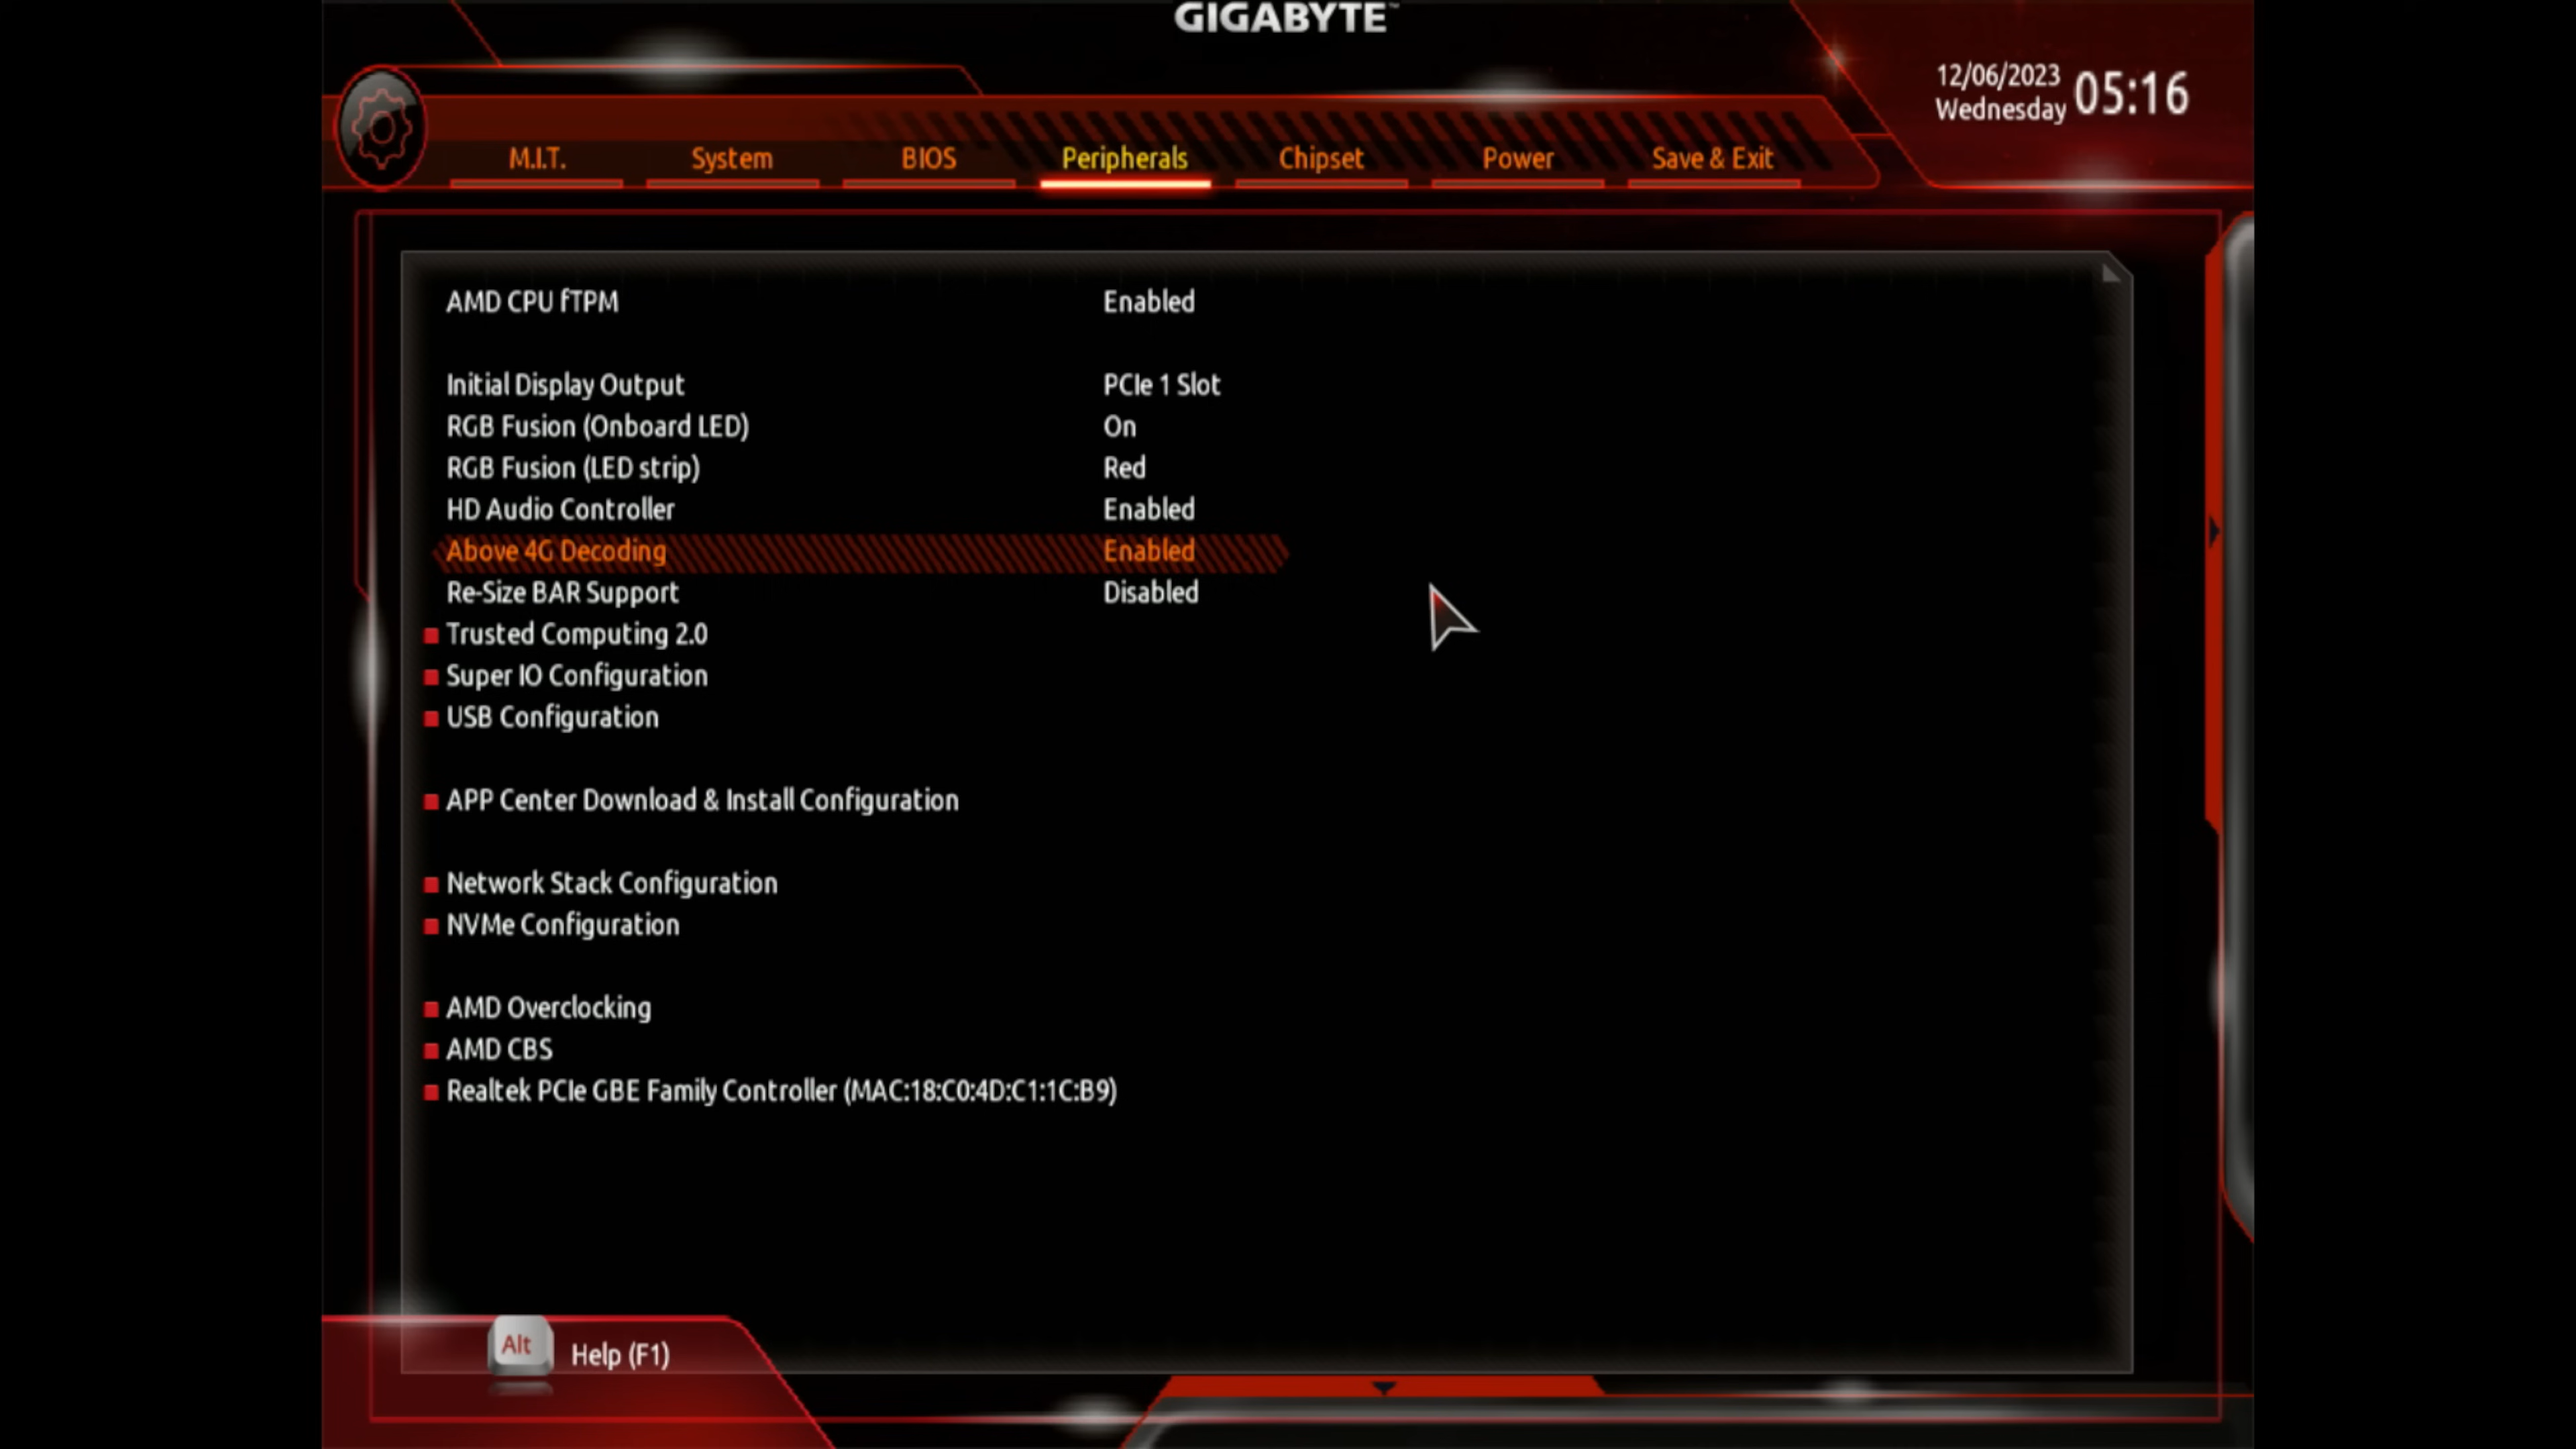 GIGABYTE™
12/06/2023
Wednesday 05:16
M.I.T. System BIOS Peripherals Chipset Power Save & Exit
AMD CPU fTPM Enabled
Initial Display Output PCIe 1 Slot
RGB Fusion (Onboard LED) On
RGB Fusion (LED strip) Red
HD Audio Controller Enabled
Above 4G Decoding Enabled
Re-Size BAR Support Disabled
Trusted Computing 2.0
Super IO Configuration
USB Configuration
APP Center Download & Install Configuration
Network Stack Configuration
NVMe Configuration
AMD Overclocking
AMD CBS
Realtek PCIe GBE Family Controller (MAC:18:C0:4D:C1:1C:B9)
Alt Help (F1)